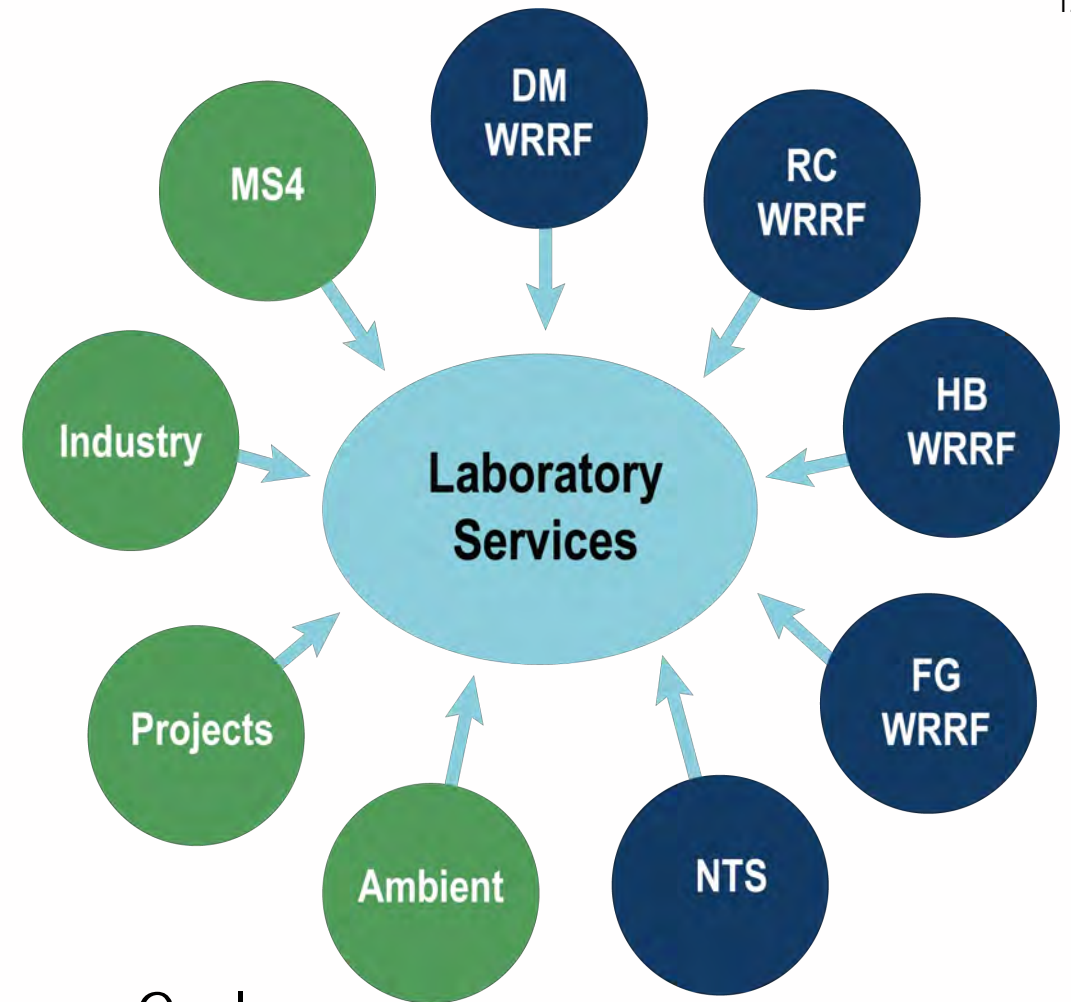 DM
WRRF
RC
WRRF
MS4
HB
WRRF
Industry
Laboratory
Services
FG
WRRF
Projects
NTS
Ambient